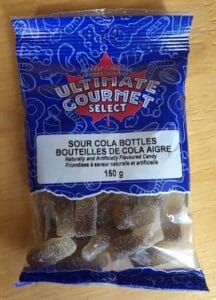 ULTIMATE
GOURMET
SELECT
SOUR COLA BOTTLES
BOUTEILLES DE COLA AIGRE
Naturally and Artificially Flavoured Candy
Friandises à saveur naturelle et artificielle
150 g